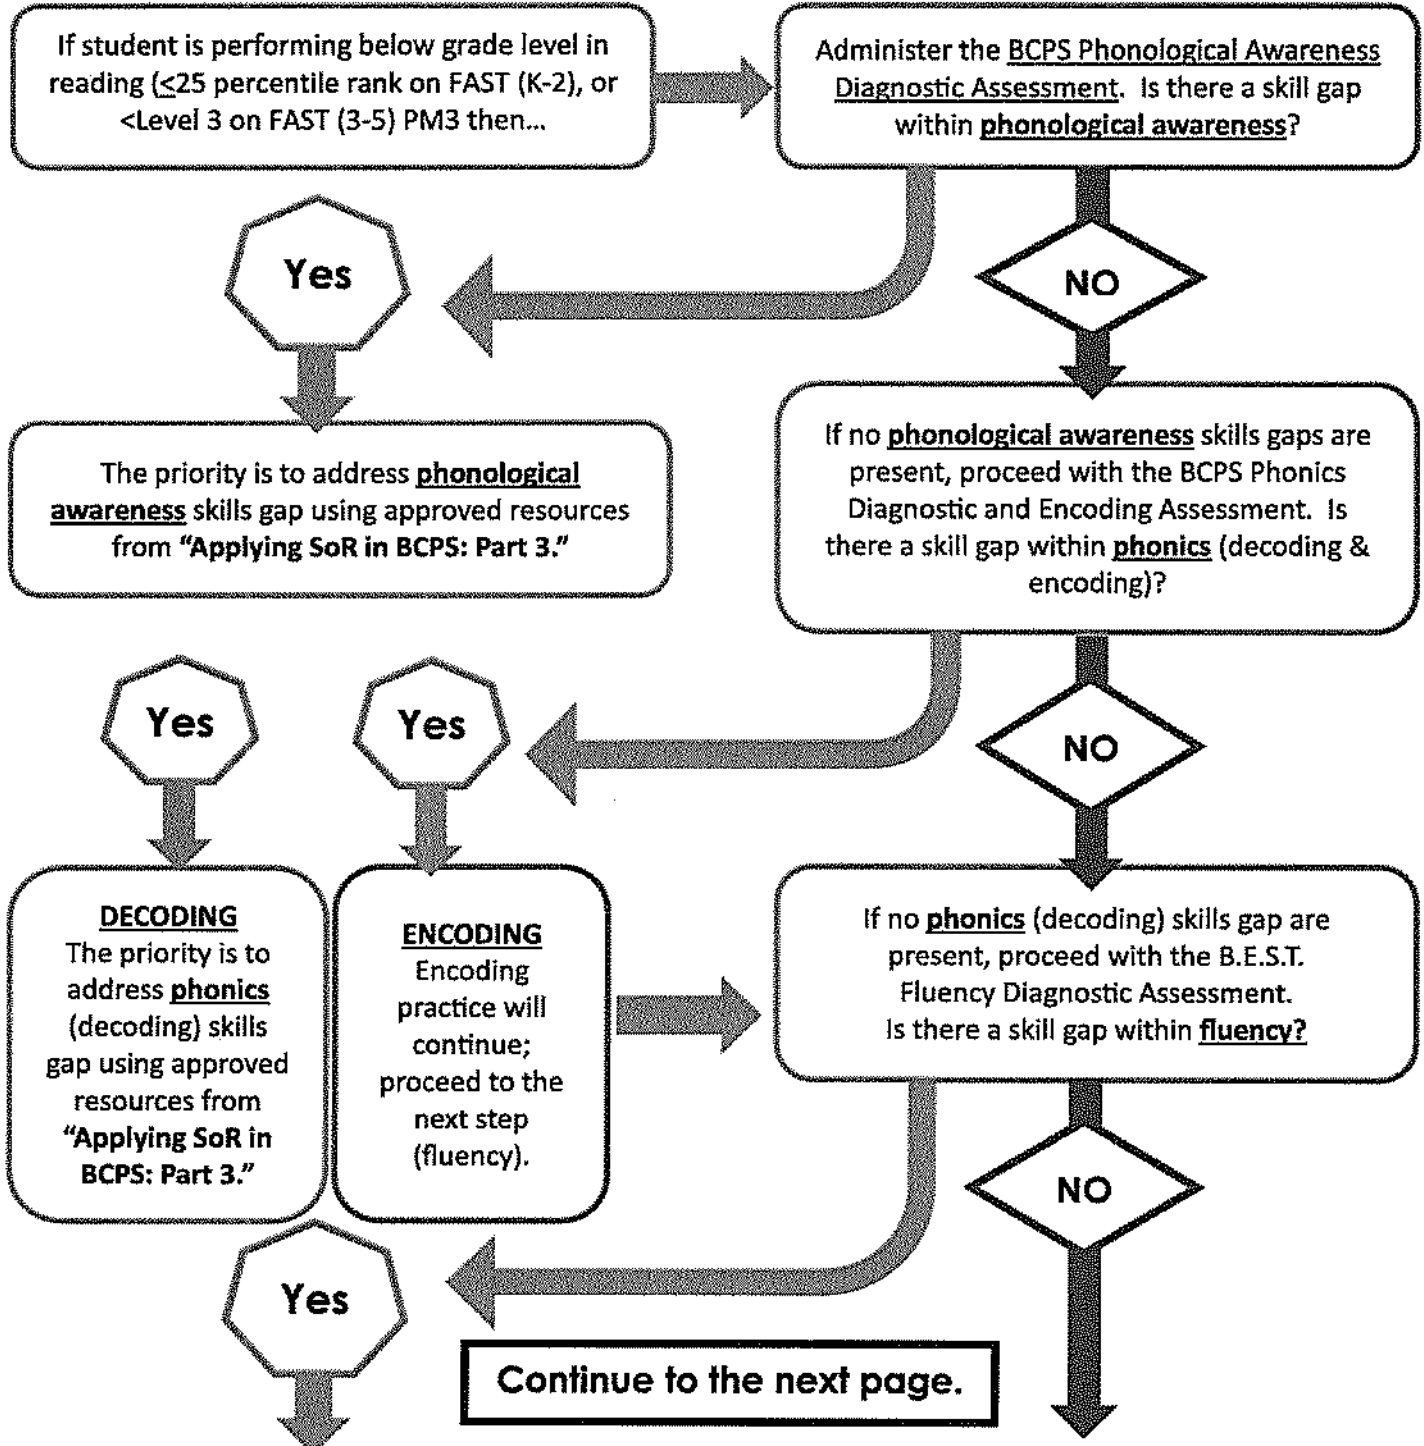 If student is performing below grade level in
reading (<25 percentile rank on FAST (K-2), or
<Level 3 on FAST (3-5) PM3 then...
Administer the BCPS Phonological Awareness
Diagnostic Assessment. Is there a skill gap
within phonological awareness?
Yes
NO
The priority is to address phonological
awareness skills gap using approved resources
from “Applying SoR in BCPS: Part 3.”
If no phonological awareness skills gaps are
present, proceed with the BCPS Phonics
Diagnostic and Encoding Assessment. Is
there a skill gap within phonics (decoding &
encoding)?
Yes
Yes
NO
DECODING
The priority is to
address phonics
(decoding) skills
gap using approved
resources from
“Applying SoR in
BCPS: Part 3.”
ENCODING
Encoding
practice will
continue;
proceed to the
next step
(fluency).
If no phonics (decoding) skills gap are
present, proceed with the B.E.S.T.
Fluency Diagnostic Assessment.
Is there a skill gap within fluency?
Yes
NO
Continue to the next page.